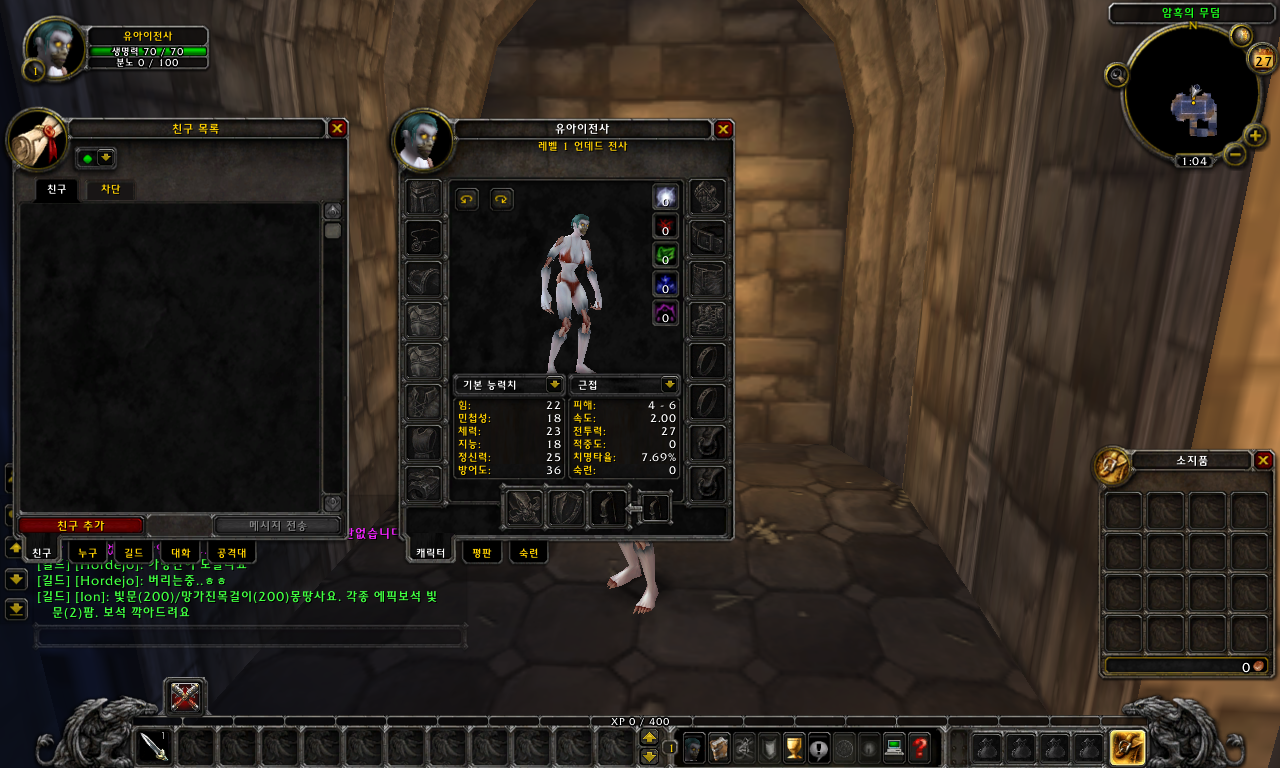 유아이전사
생명력 70 / 70
분노 0 / 100
1
암흑의 무덤
N
27
1:04
친구 목록
친구
차단
친구 추가
메시지 전송
친구
누구
길드
대화
공격대
유아이전사
레벨 1 언데드 전사
0
0
0
0
0
기본 능력치
근접
힘: 22
민첩성: 18
체력: 23
지능: 18
정신력: 25
방어도: 36
피해: 4 - 6
속도: 2.00
전투력: 27
적중도: 0
치명타율: 7.69%
숙련: 0
캐릭터
평판
숙련
소지품
0
[길드] [Hordejo]:
[길드] [Hordejo]: 버리는중..ㅎㅎ
[길드] [Ion]: 빛문(200)/망가진목걸이(200)몽땅사요. 각종 에픽보석 빛
문(2)팜. 보석 깍아드려요
XP 0 / 400
1
1